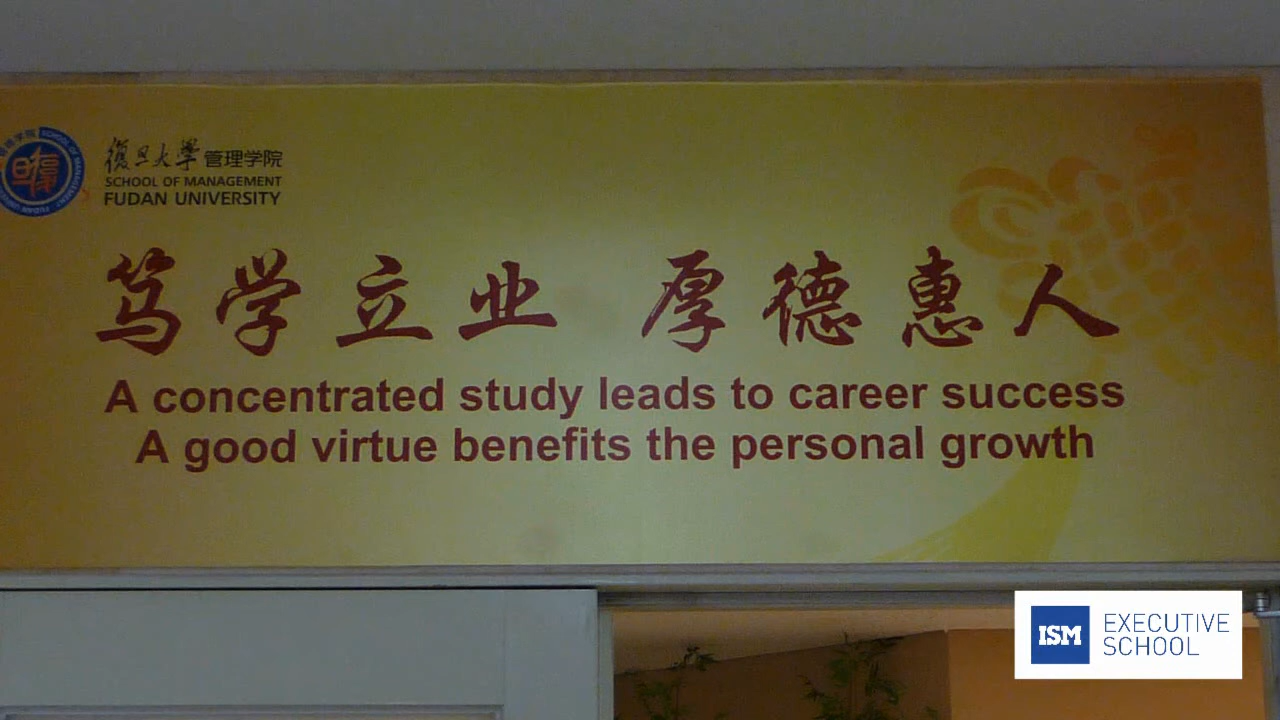 復旦大學 管理学院
SCHOOL OF MANAGEMENT
FUDAN UNIVERSITY
笃学立业 厚德惠人
A concentrated study leads to career success
A good virtue benefits the personal growth
ISM EXECUTIVE
SCHOOL